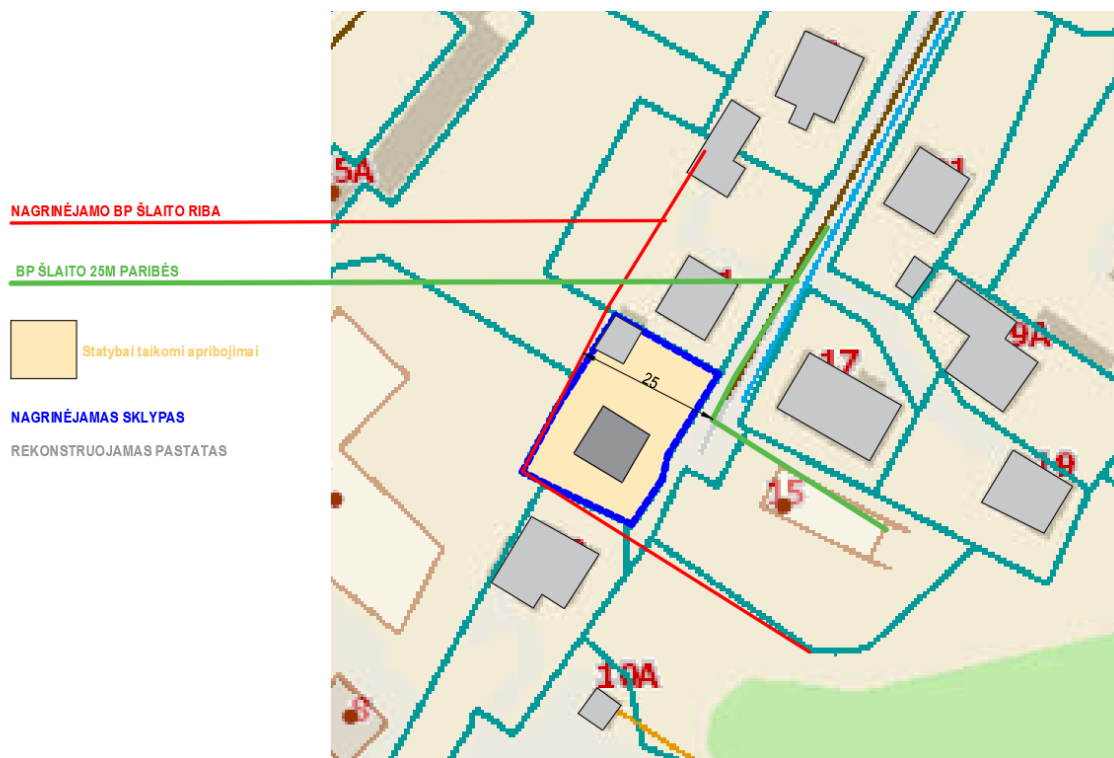 5A
NAGRINĖJAMO BP ŠLAITO RIBA
BP ŠLAITO 25M PARIBĖS
9A
Statybai taikomi apribojimai
17
25
NAGRINĖJAMAS SKLYPAS
REKONSTRUOJAMAS PASTATAS
19
15
10A
8